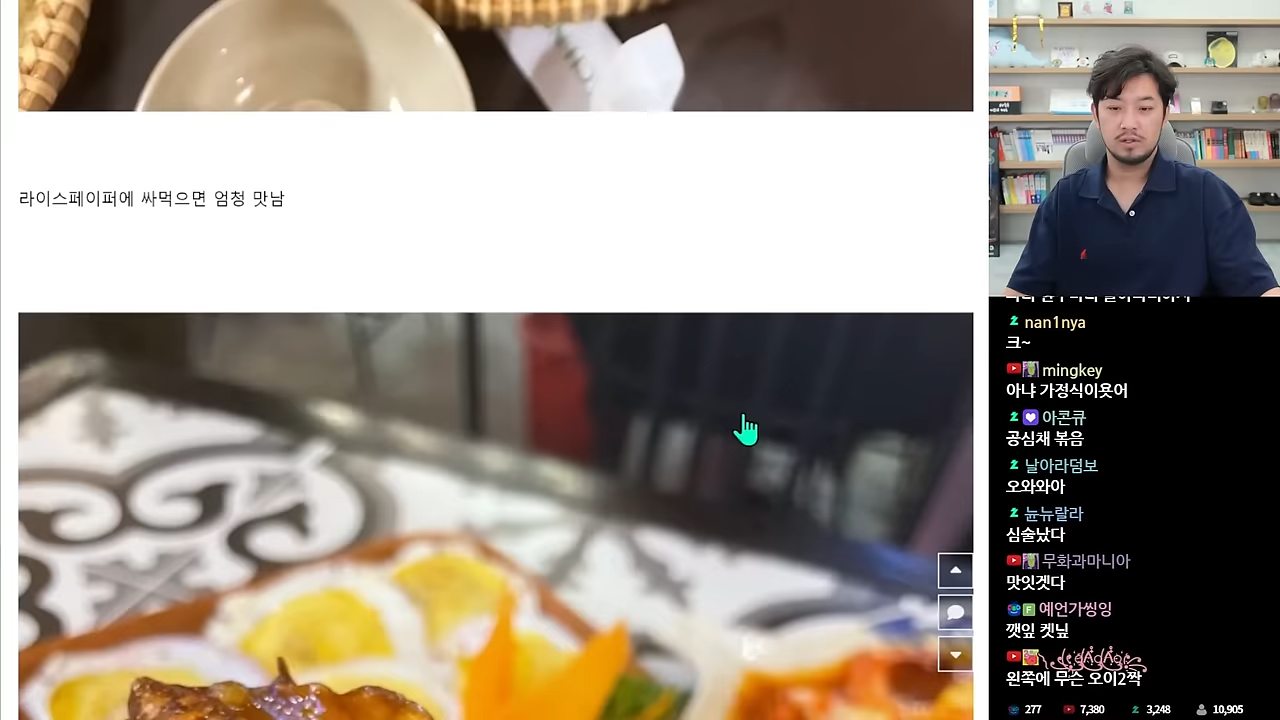 라이스페이퍼에 싸먹으면 엄청 맛남
nan1nya
크~
mingkey
아냐 가정식이욧어
아콘큐
공심채 볶음
날아라덤보
오와와아
뉸뉴랄라
심술났다
무화과마니아
맛잇겟다
예언가씽잉
깻잎 켓닢
왼쪽에 무슨 오이2짝
277
7,380
3,248
10,905